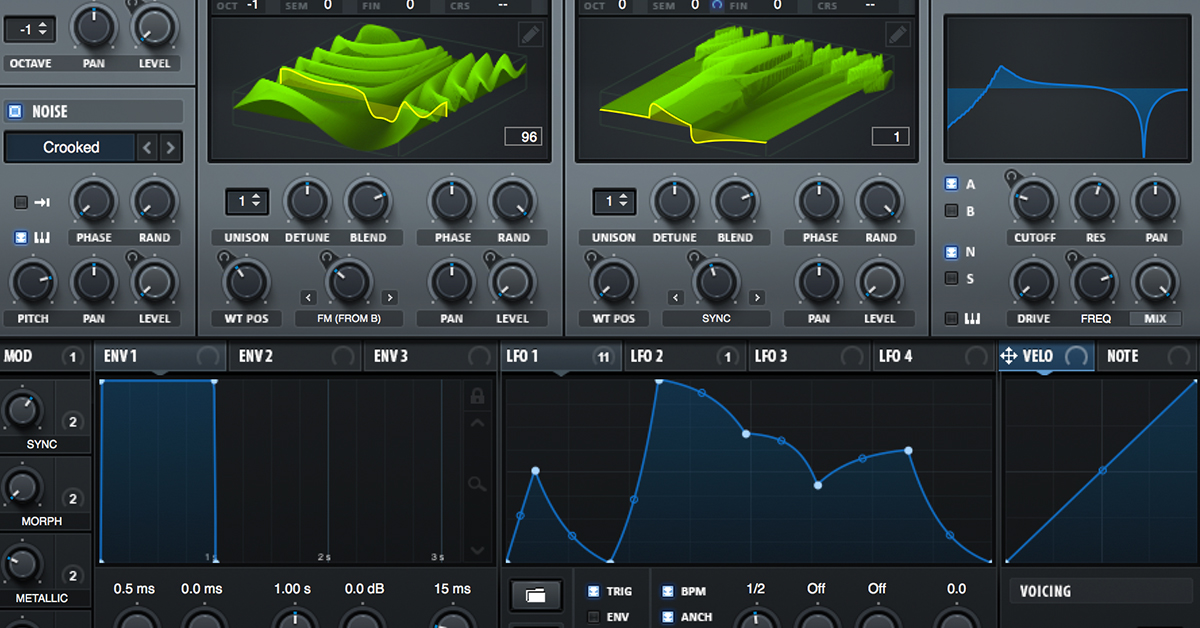 OCT -1 SEM 0 FIN 0 CRS --
OCT 0 SEM 0 FIN 0 CRS --
-1
OCTAVE PAN LEVEL
NOISE
Crooked
PHASE RAND
PITCH PAN LEVEL
96
1
UNISON DETUNE BLEND PHASE RAND
WT POS FM (FROM B) PAN LEVEL
1
1
UNISON DETUNE BLEND PHASE RAND
WT POS SYNC PAN LEVEL
A
B
N
S
CUTOFF RES PAN
DRIVE FREQ MIX
MOD 1 ENV 1 ENV 2 ENV 3 LFO 1 11 LFO 2 1 LFO 3 LFO 4 VELO NOTE
2
SYNC
2
MORPH
2
METALLIC
1s 2s 3s
0.5 ms 0.0 ms 1.00 s 0.0 dB 15 ms
TRIG BPM 1/2 Off Off 0.0
ENV ANCH
VOICING